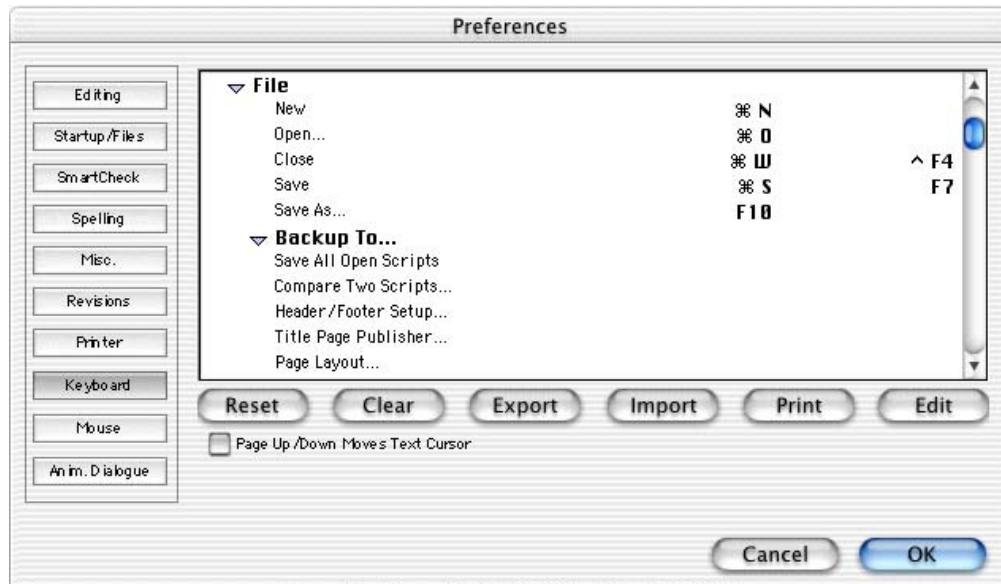 Preferences
Editing
Startup/Files
SmartCheck
Spelling
Misc.
Revisions
Printer
Keyboard
Mouse
Anim. Dialogue
File
New ⌘ N
Open... ⌘ O
Close ⌘ W ^ F4
Save ⌘ S F7
Save As... F10
Backup To...
Save All Open Scripts
Compare Two Scripts...
Header/Footer Setup...
Title Page Publisher...
Page Layout...
Reset Clear Export Import Print Edit
Page Up/Down Moves Text Cursor
Cancel OK